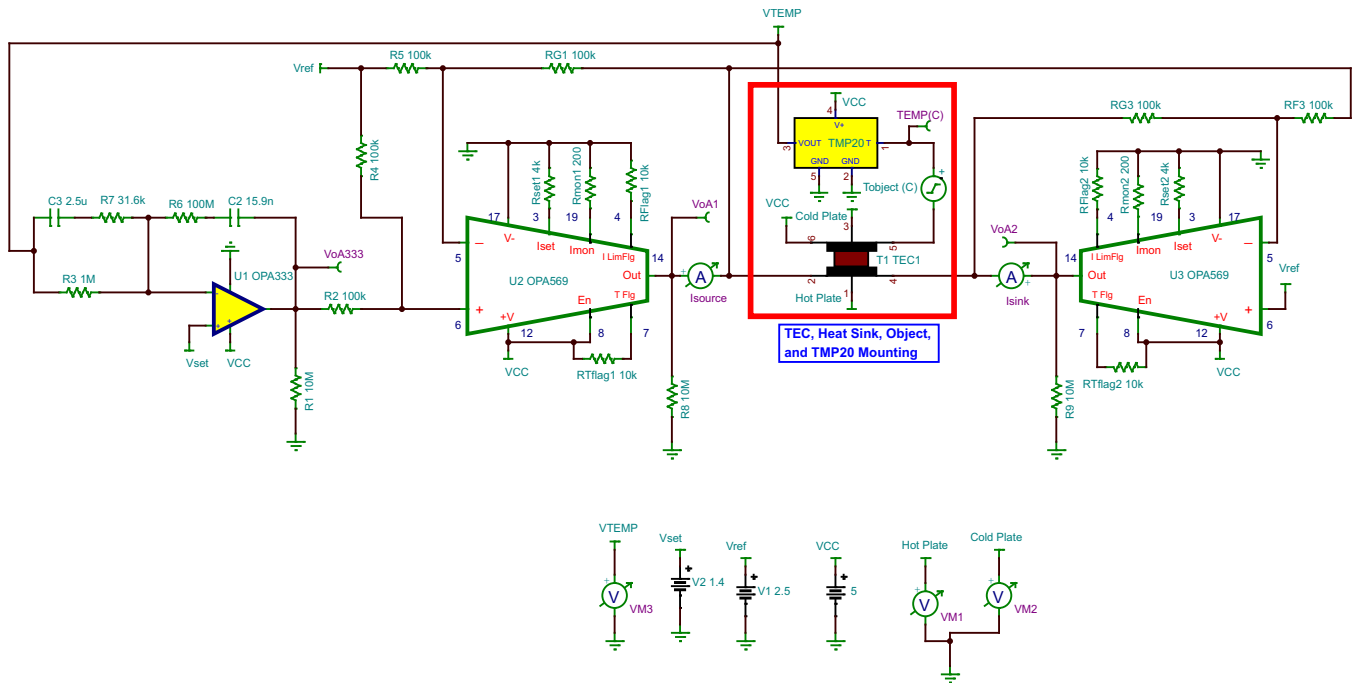 VTEMP
Vref
R5 100k
RG1 100k
R4 100k
VCC
4
V+
VOUT
TMP20
T
3
1
GND
GND
5
2
TEMP(C)
Tobject (C)
+
RG3 100k
RF3 100k
C3 2.5u
R7 31.6k
R6 100M
C2 15.9n
R3 1M
U1 OPA333
VoA333
R2 100k
Vset
VCC
R1 10M
Rset1 4k
Rmon1 200
RFlag1 10k
17
3
19
4
V-
Iset
Imon
I LimFlg
5
14
U2 OPA569
Out
En
T Flg
+V
6
12
8
7
VCC
RTflag1 10k
VoA1
A
+
Isource
R8 10M
VCC
Cold Plate
6
3
5
T1 TEC1
2
4
Hot Plate
1
TEC, Heat Sink, Object,
and TMP20 Mounting
VoA2
A
+
Isink
R9 10M
RFlag2 10k
Rmon2 200
Rset2 4k
4
19
3
17
I LimFlg
Imon
Iset
V-
14
5
Out
U3 OPA569
Vref
T Flg
En
+V
7
8
12
6
VCC
RTflag2 10k
VTEMP
+
V
VM3
Vset
+
V2 1.4
Vref
+
V1 2.5
VCC
+
5
Hot Plate
+
V
VM1
Cold Plate
+
V
VM2